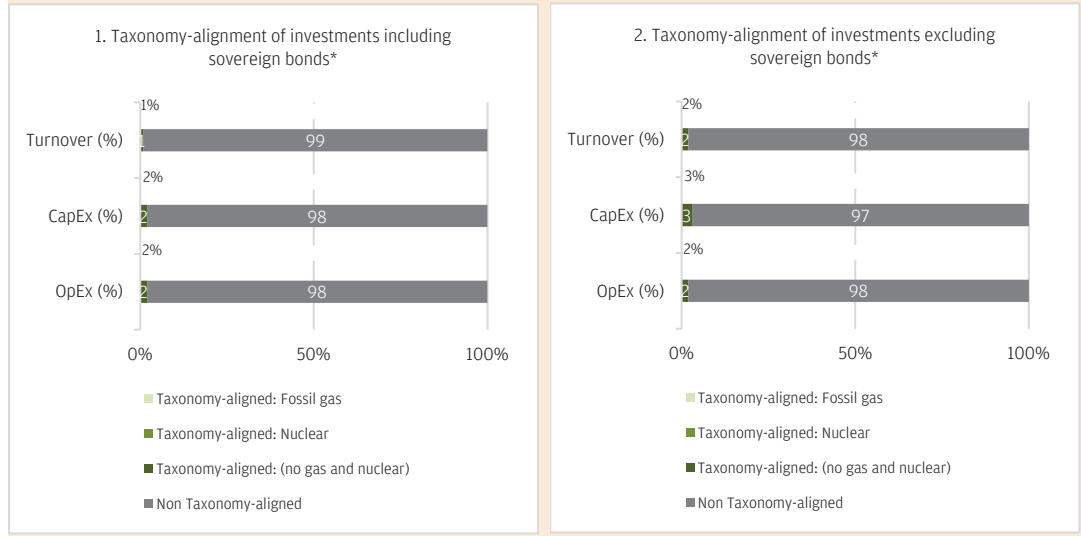 1. Taxonomy-alignment of investments including
sovereign bonds*
1%
Turnover (%)
1
99
2%
CapEx (%)
2
98
2%
OpEx (%)
2
98
0%
50%
100%
Taxonomy-aligned: Fossil gas
Taxonomy-aligned: Nuclear
Taxonomy-aligned: (no gas and nuclear)
Non Taxonomy-aligned
2. Taxonomy-alignment of investments excluding
sovereign bonds*
2%
Turnover (%)
2
98
3%
CapEx (%)
3
97
2%
OpEx (%)
2
98
0%
50%
100%
Taxonomy-aligned: Fossil gas
Taxonomy-aligned: Nuclear
Taxonomy-aligned: (no gas and nuclear)
Non Taxonomy-aligned